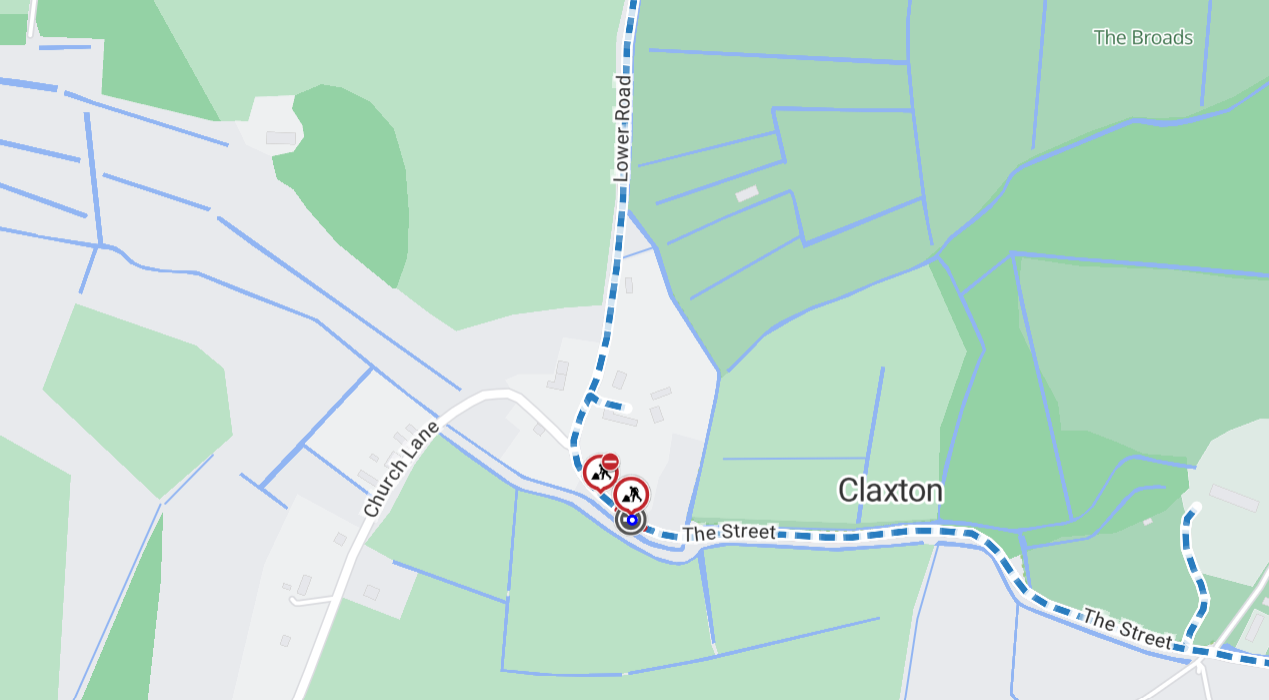 The Broads
Lower Road
Church Lane
Claxton
The Street
The Street